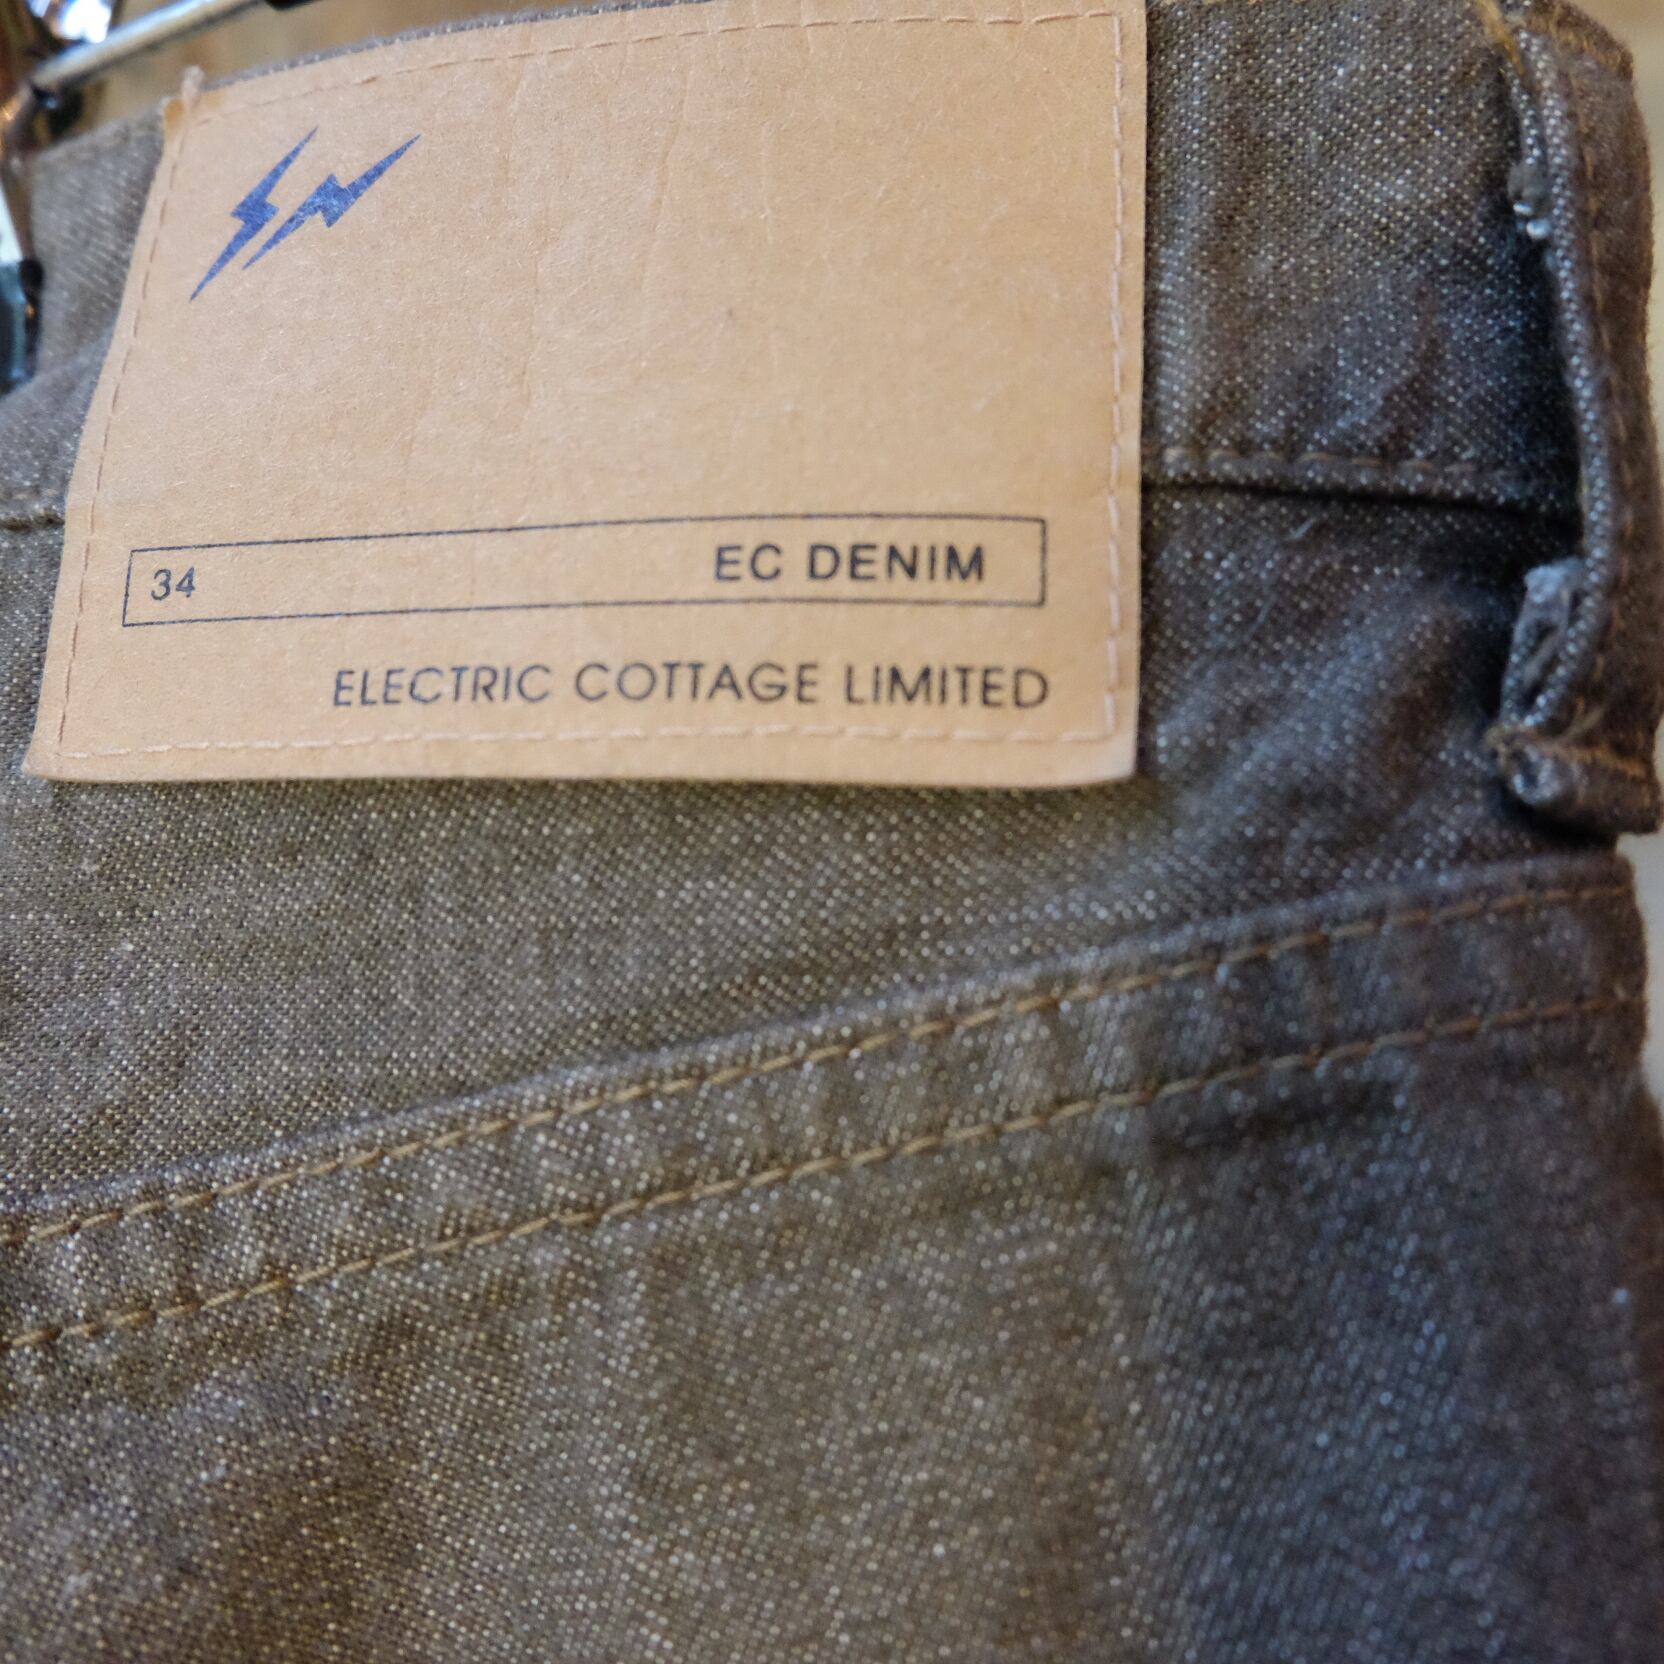 34 EC DENIM
ELECTRIC COTTAGE LIMITED